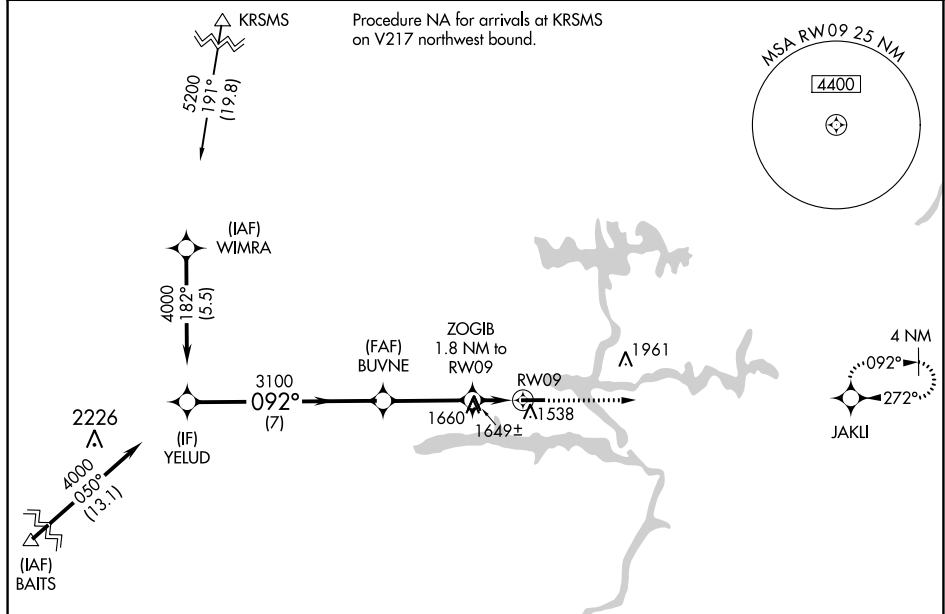 KRSMS
Procedure NA for arrivals at KRSMS
on V217 northwest bound.
MSA RW09 25 NM
4400
5200
191°
(19.8)
(IAF)
WIMRA
4000
182°
(5.5)
(FAF)
BUVNE
ZOGIB
1.8 NM to
RW09
1961
4 NM
092°
272°
JAKLI
RW09
3100
092°
(7)
1660
1649±
1538
2226
(IF)
YELUD
4000
050°
(13.1)
(IAF)
BAITS